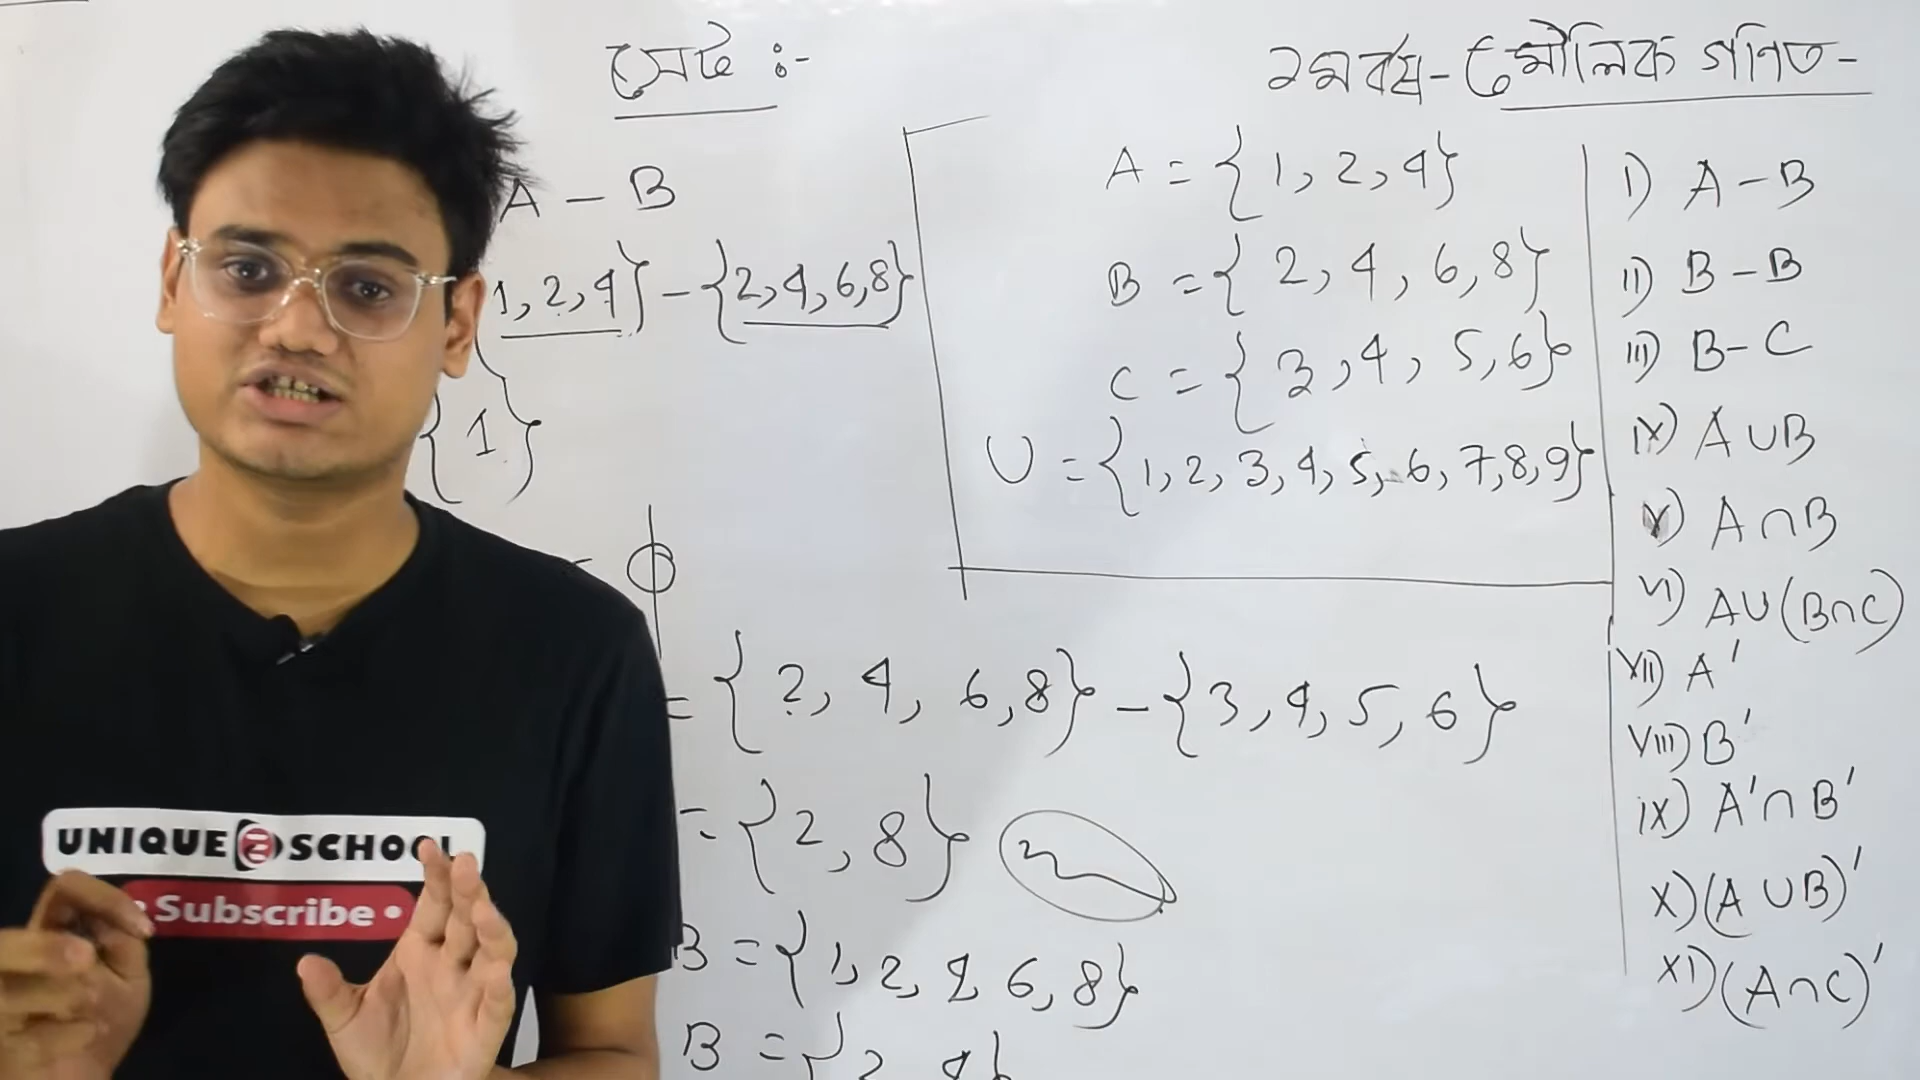 সেট :-
১ম বর্ষ - মৌলিক গণিত -
A - B
1, 2, 4} - {2, 4, 6, 8}
{1}
= ϕ
= {2, 4, 6, 8} - {3, 4, 5, 6}
= {2, 8}
B = {1, 2, 4, 6, 8}
B = {2, 4}
A = {1, 2, 4}
B = {2, 4, 6, 8}
C = {3, 4, 5, 6}
U = {1, 2, 3, 4, 5, 6, 7, 8, 9}
i) A - B
ii) B - B
iii) B - C
iv) A ∪ B
v) A ∩ B
vi) A ∪ (B ∩ C)
vii) A'
viii) B'
ix) A' ∩ B'
x) (A ∪ B)'
xi) (A ∩ C)'
UNIQUE SCHOOL
Subscribe •